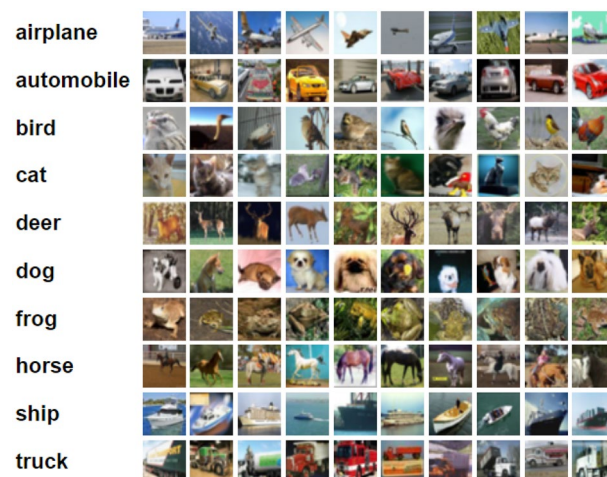 airplane
automobile
bird
cat
deer
dog
frog
horse
ship
truck